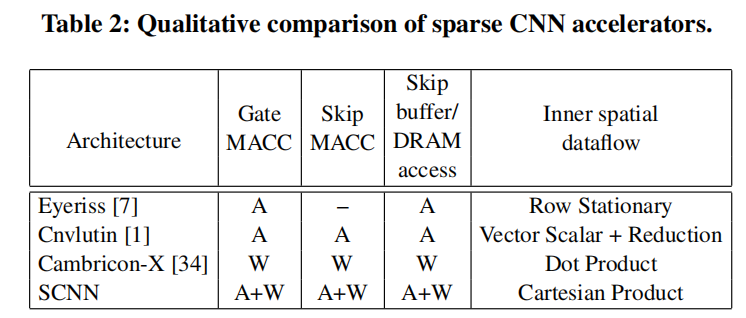 Table 2: Qualitative comparison of sparse CNN accelerators.
Architecture | Gate MACC | Skip MACC | Skip buffer/ DRAM access | Inner spatial dataflow
Eyeriss [7] | A | – | A | Row Stationary
Cnvlutin [1] | A | A | A | Vector Scalar + Reduction
Cambricon-X [34] | W | W | W | Dot Product
SCNN | A+W | A+W | A+W | Cartesian Product